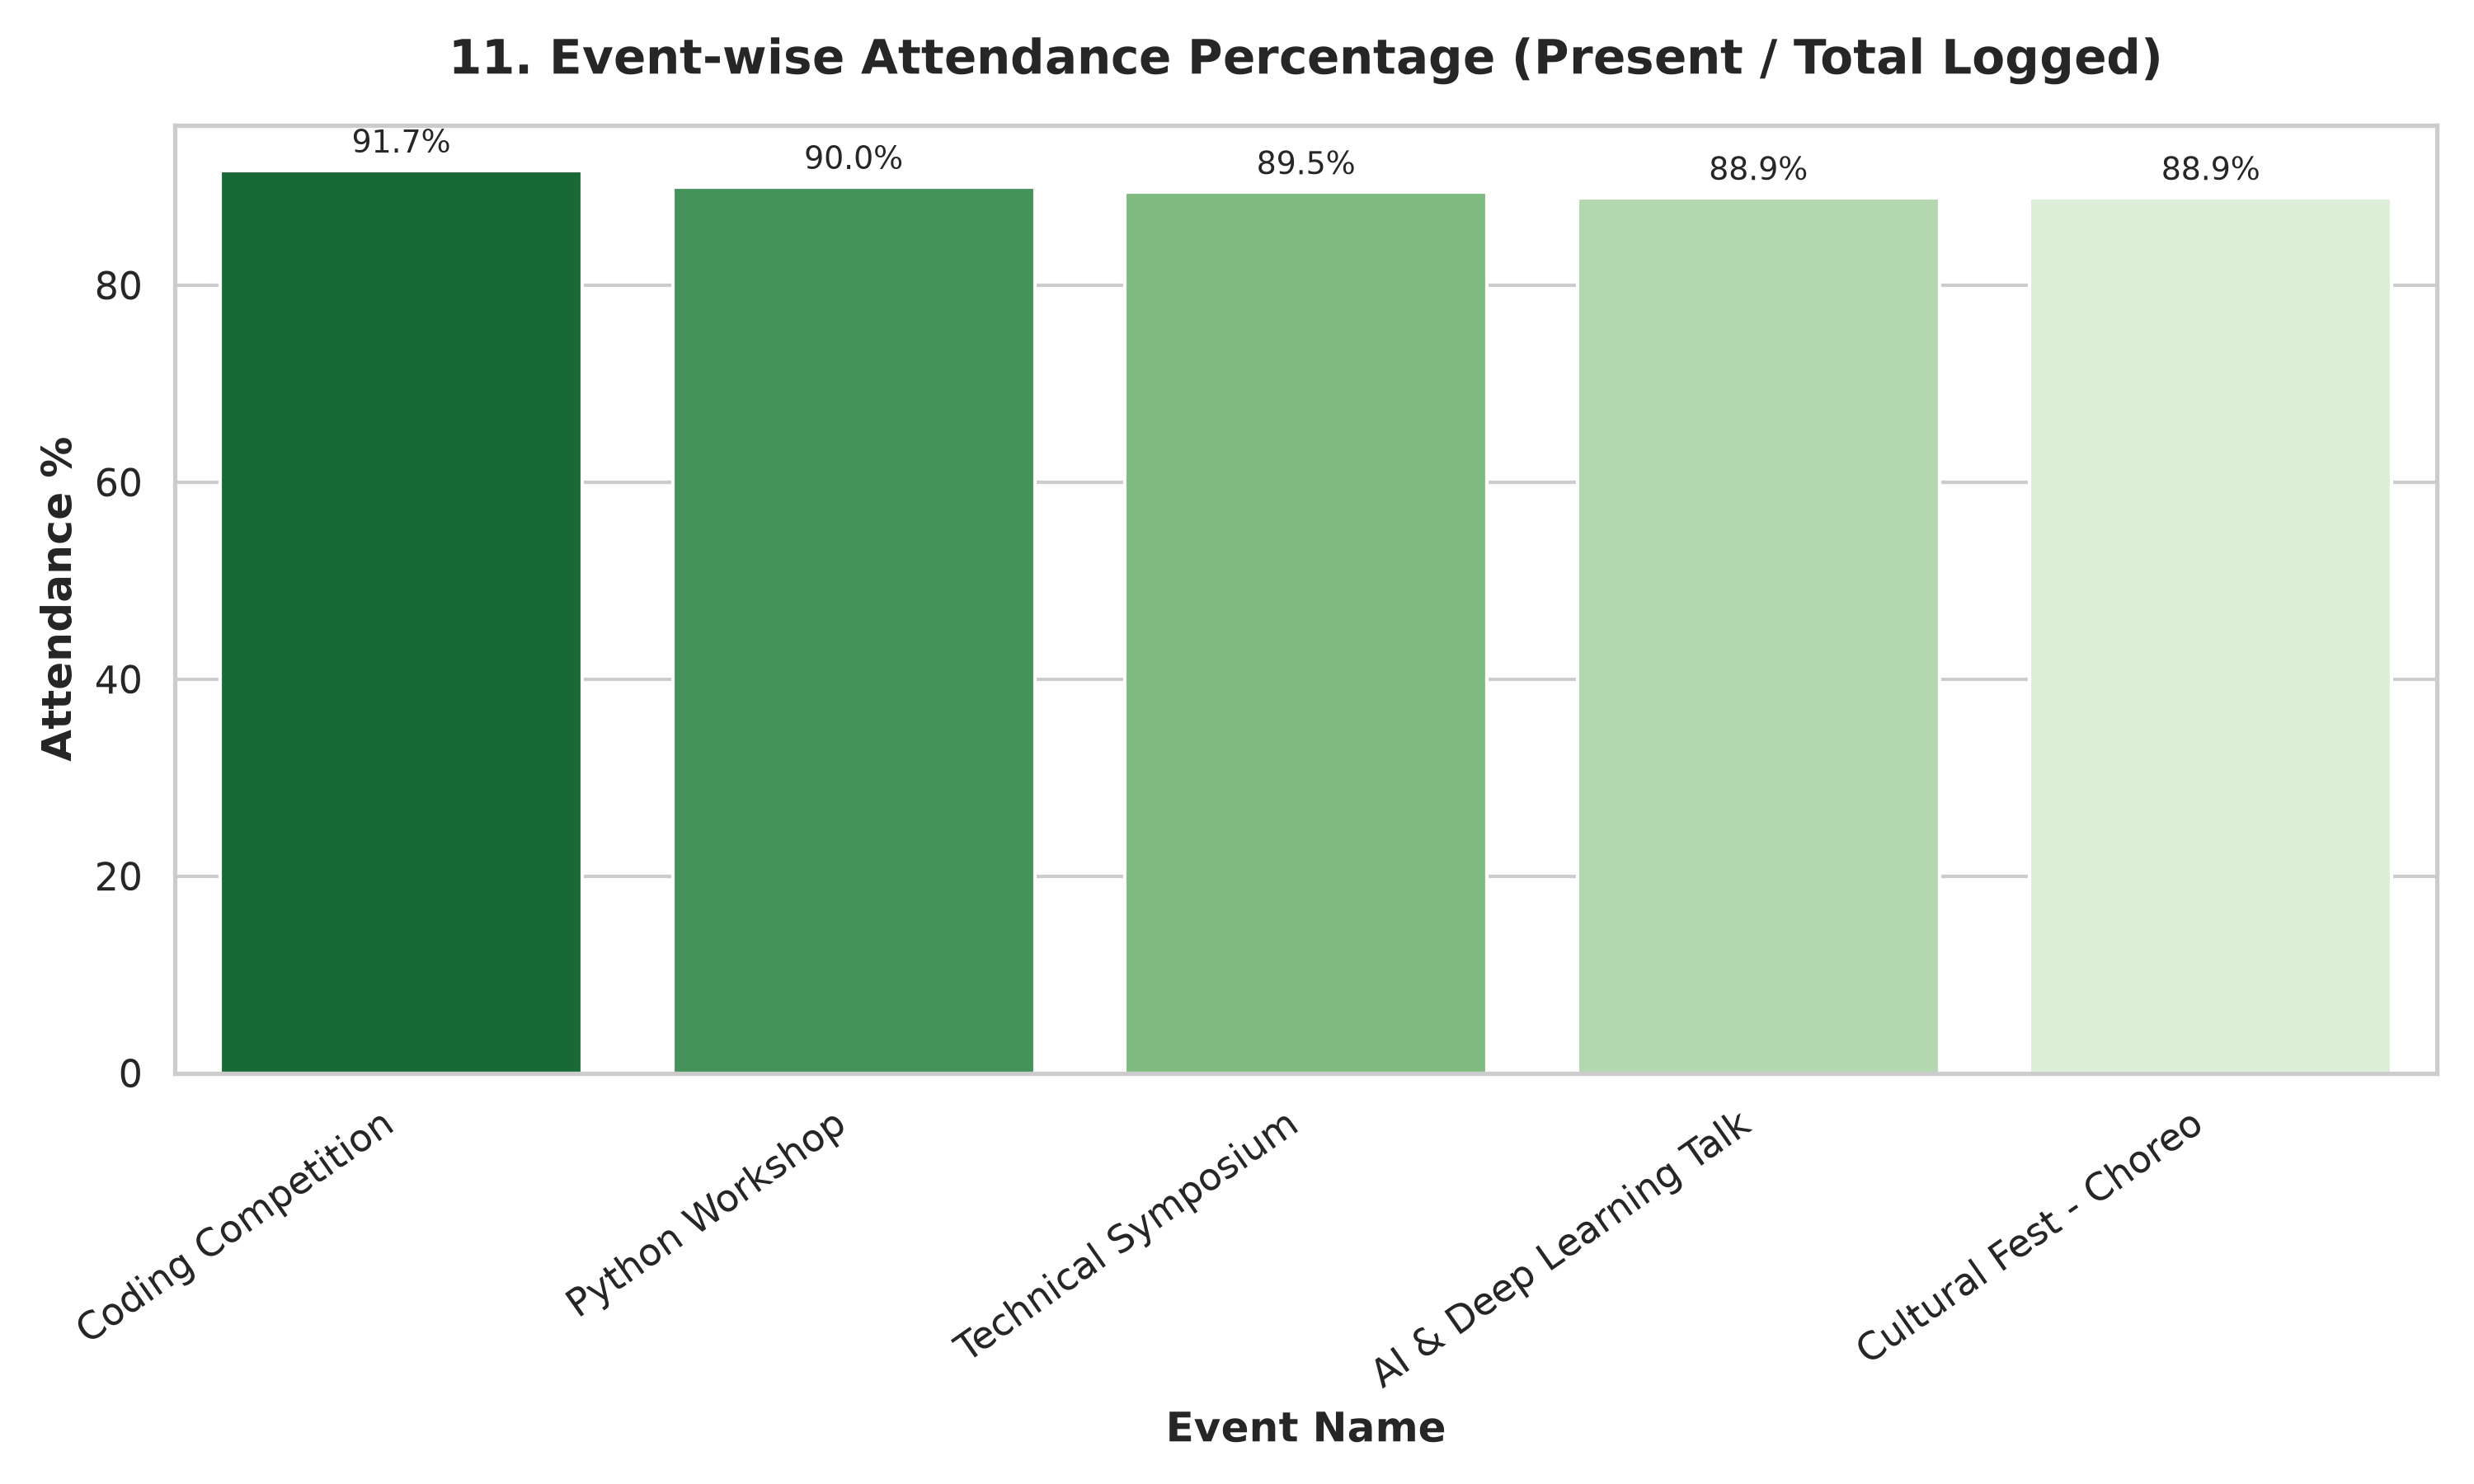 11. Event-wise Attendance Percentage (Present / Total Logged)
91.7%
90.0%
89.5%
88.9%
88.9%
80
60
40
20
0
Attendance %
Coding Competition
Python Workshop
Technical Symposium
AI & Deep Learning Talk
Cultural Fest - Choreo
Event Name